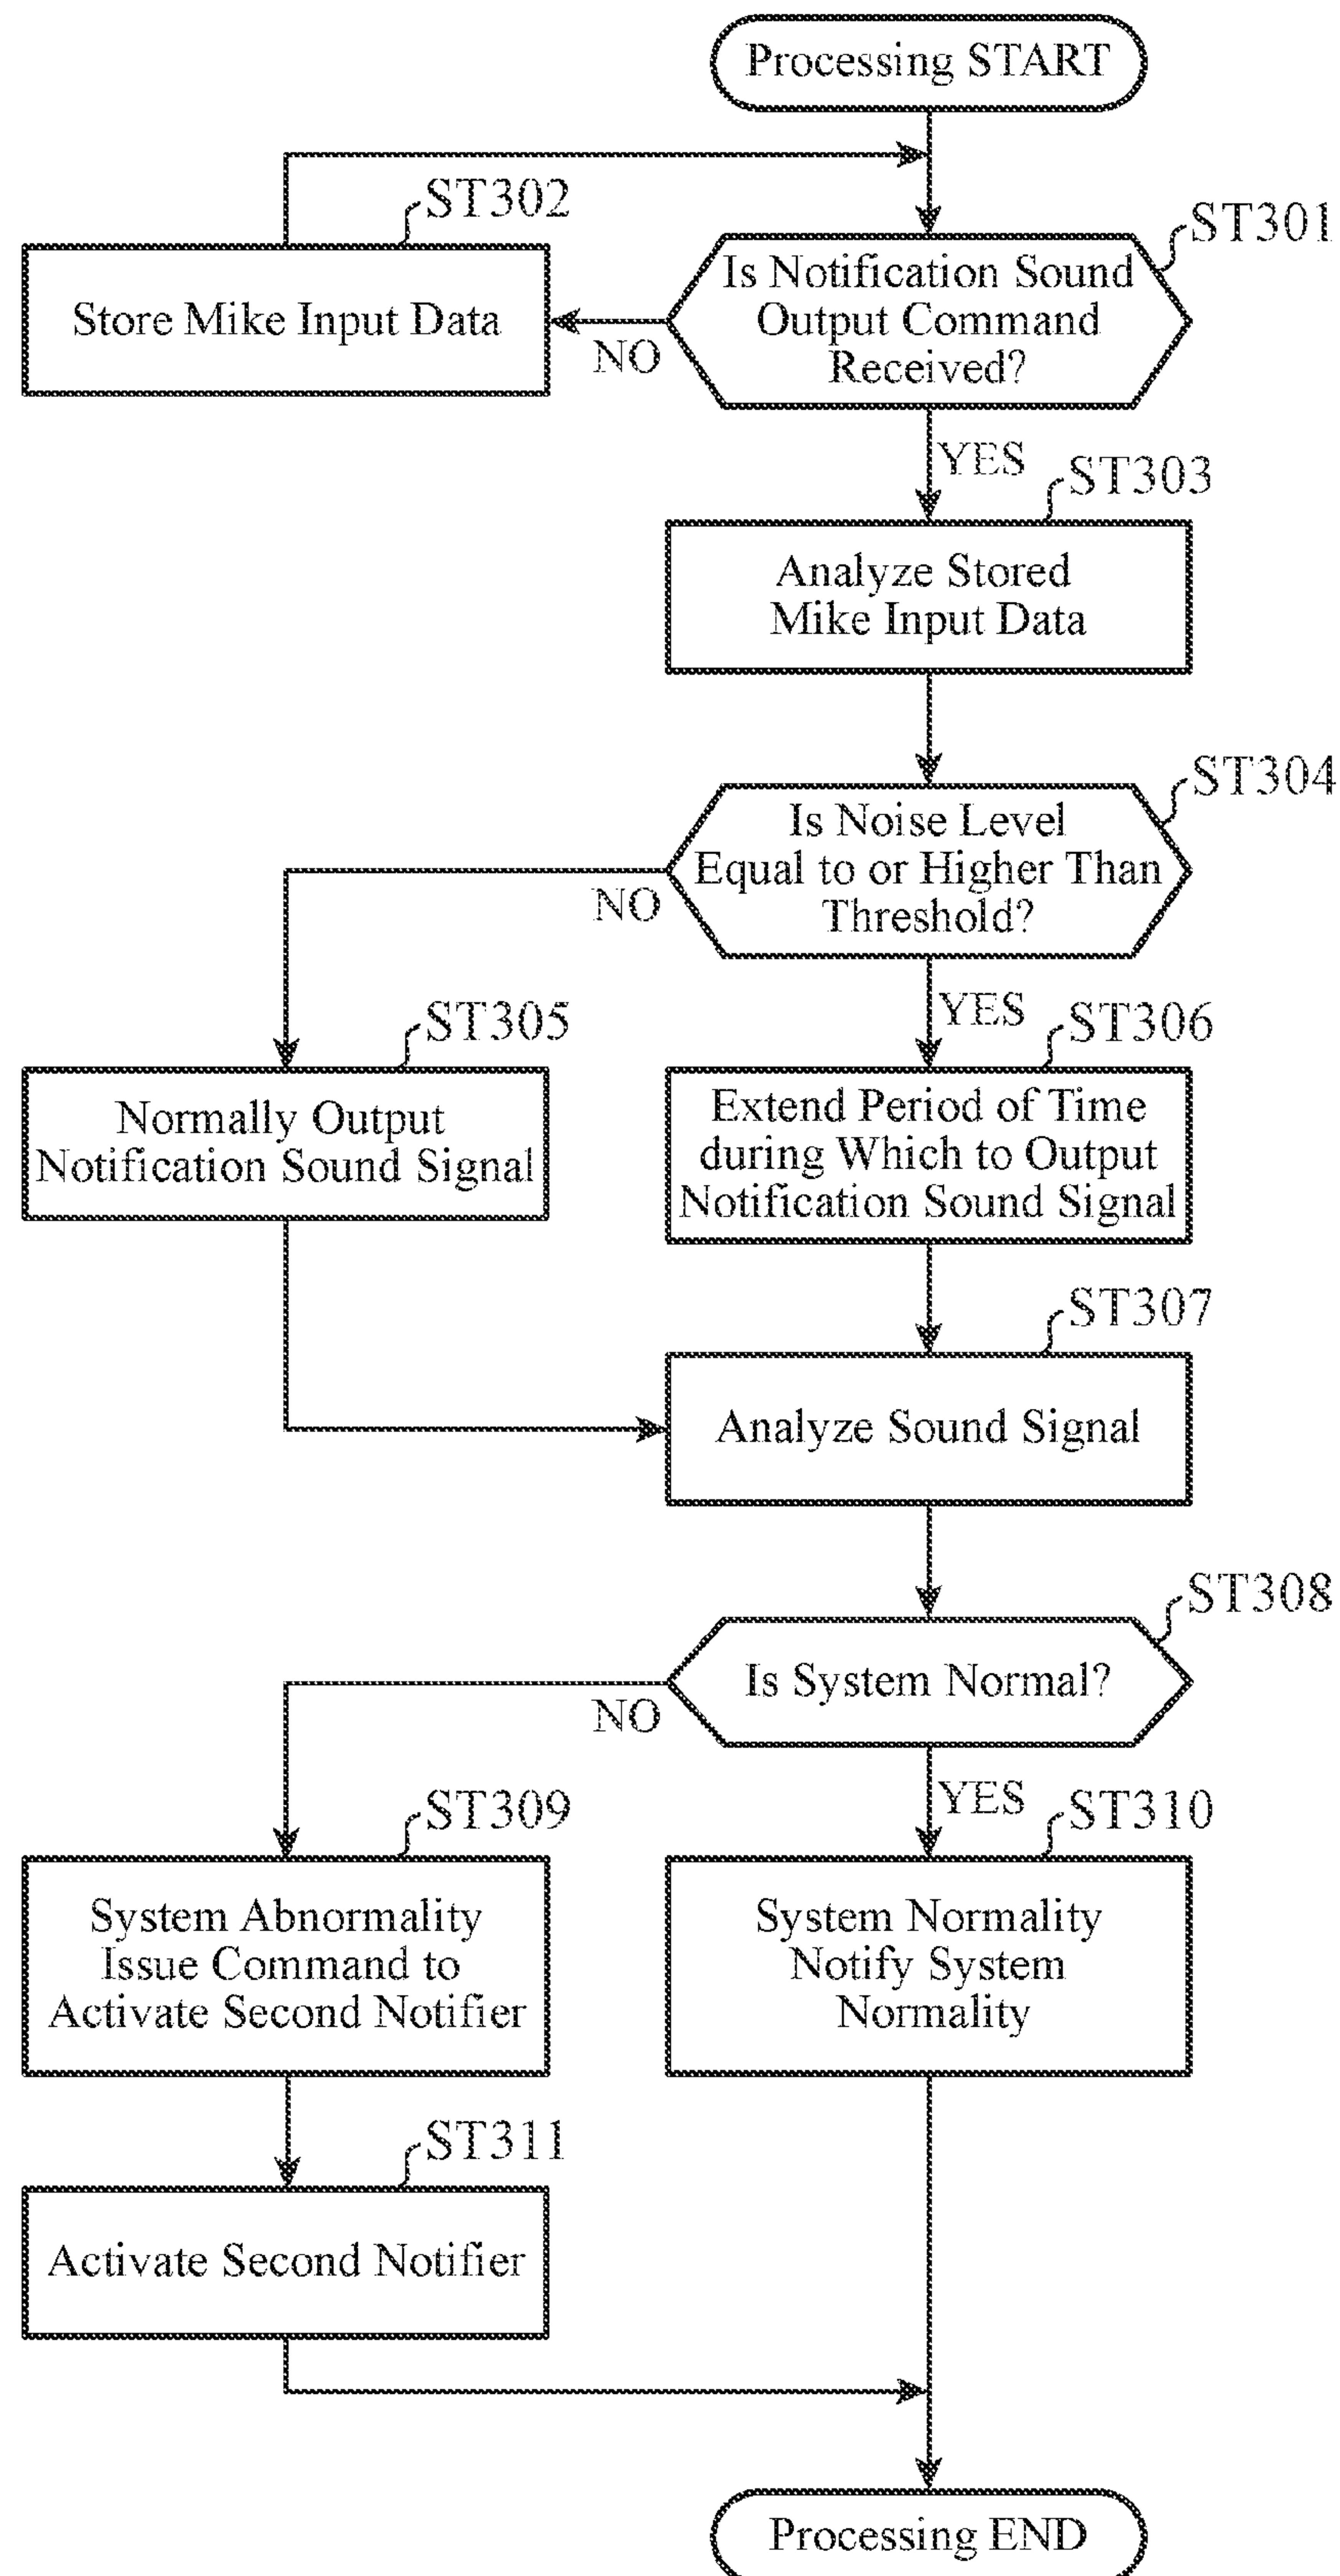 Processing START
ST302
ST301
Is Notification Sound
Output Command
Received?
Store Mike Input Data
NO
YES
ST303
Analyze Stored
Mike Input Data
ST304
Is Noise Level
Equal to or Higher Than
Threshold?
NO
YES
ST305
ST306
Normally Output
Notification Sound Signal
Extend Period of Time
during Which to Output
Notification Sound Signal
ST307
Analyze Sound Signal
ST308
Is System Normal?
NO
YES
ST309
ST310
System Abnormality
Issue Command to
Activate Second Notifier
System Normality
Notify System
Normality
ST311
Activate Second Notifier
Processing END